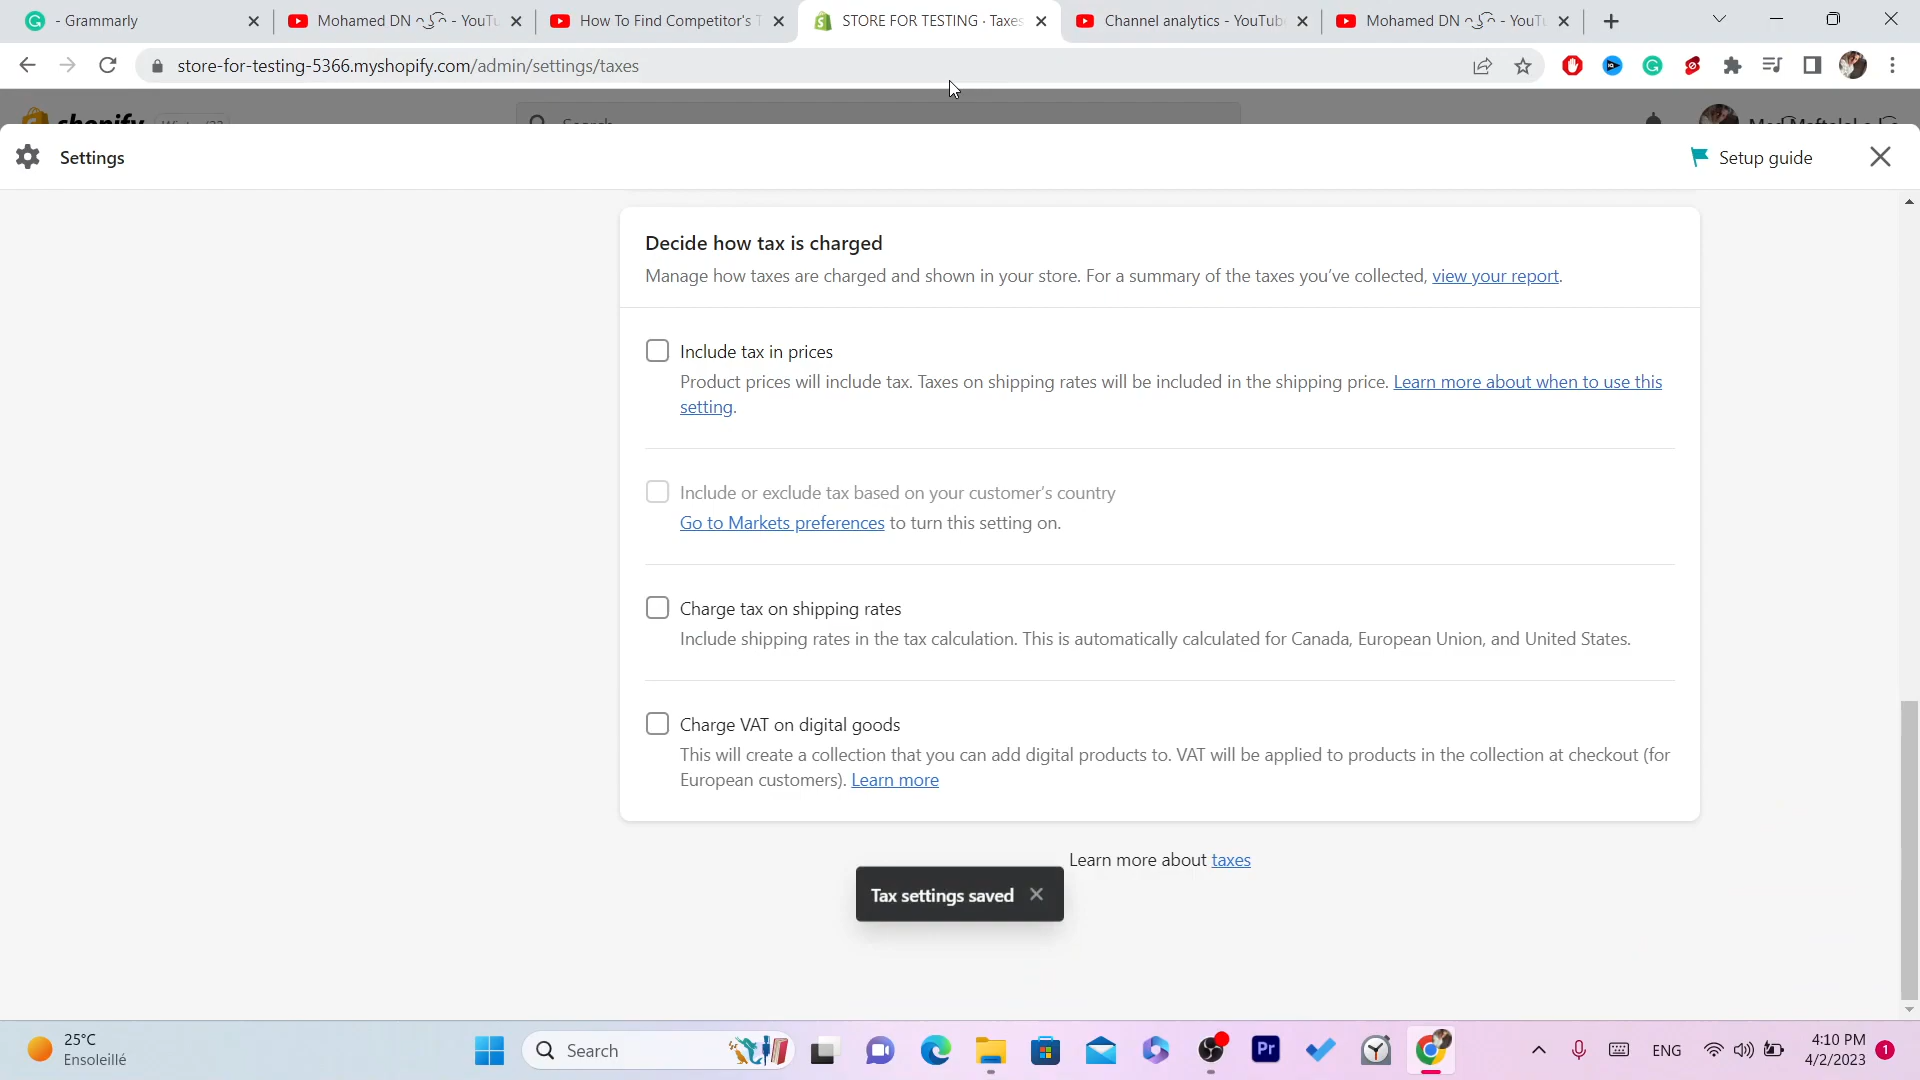 - Grammarly
Mohamed DN - YouTu
How To Find Competitor's T
STORE FOR TESTING · Taxes
Channel analytics - YouTube
Mohamed DN - YouTu
store-for-testing-5366.myshopify.com/admin/settings/taxes
shopify
Search
Settings
Setup guide
Decide how tax is charged
Manage how taxes are charged and shown in your store. For a summary of the taxes you've collected, view your report.
Include tax in prices
Product prices will include tax. Taxes on shipping rates will be included in the shipping price. Learn more about when to use this
setting.
Include or exclude tax based on your customer's country
Go to Markets preferences to turn this setting on.
Charge tax on shipping rates
Include shipping rates in the tax calculation. This is automatically calculated for Canada, European Union, and United States.
Charge VAT on digital goods
This will create a collection that you can add digital products to. VAT will be applied to products in the collection at checkout (for
European customers). Learn more
Learn more about taxes
Tax settings saved
25°C
Ensoleillé
Search
Pr
ENG
4:10 PM
4/2/2023
1